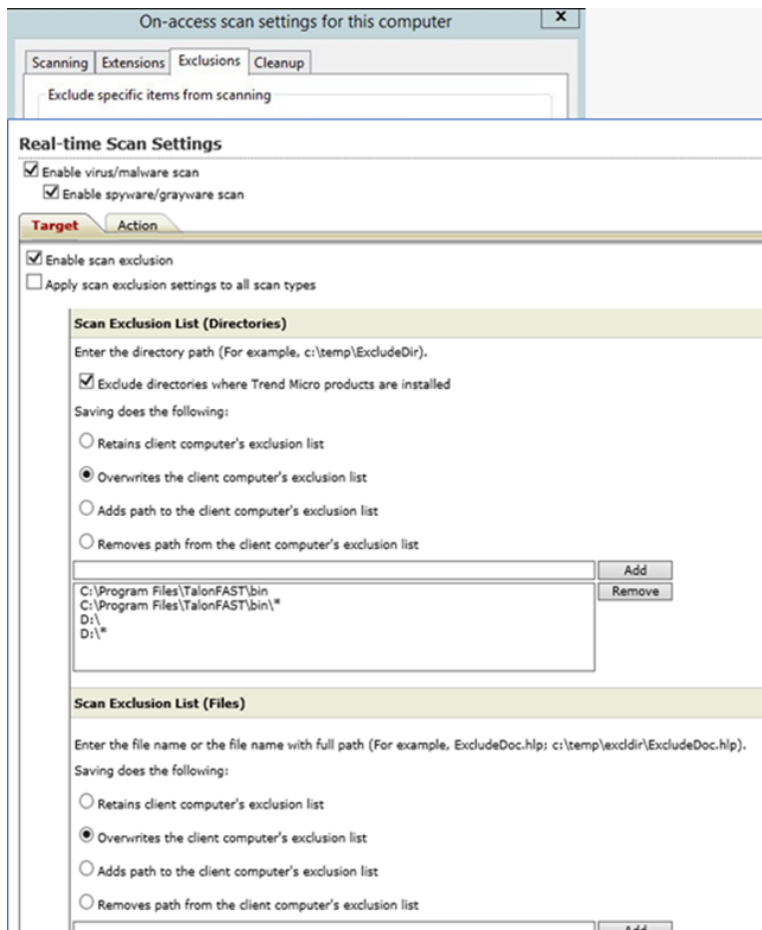 On-access scan settings for this computer
x
Scanning Extensions Exclusions Cleanup
Exclude specific items from scanning
Real-time Scan Settings
Enable virus/malware scan
Enable spyware/grayware scan
Target Action
Enable scan exclusion
Apply scan exclusion settings to all scan types
Scan Exclusion List (Directories)
Enter the directory path (For example, c:\temp\ExcludeDir).
Exclude directories where Trend Micro products are installed
Saving does the following:
Retains client computer's exclusion list
Overwrites the client computer's exclusion list
Adds path to the client computer's exclusion list
Removes path from the client computer's exclusion list
Add
C:\Program Files\TalonFAST\bin
Remove
C:\Program Files\TalonFAST\bin\*
D:\
D:\*
Scan Exclusion List (Files)
Enter the file name or the file name with full path (For example, ExcludeDoc.hlp; c:\temp\excldir\ExcludeDoc.hlp).
Saving does the following:
Retains client computer's exclusion list
Overwrites the client computer's exclusion list
Adds path to the client computer's exclusion list
Removes path from the client computer's exclusion list
Add